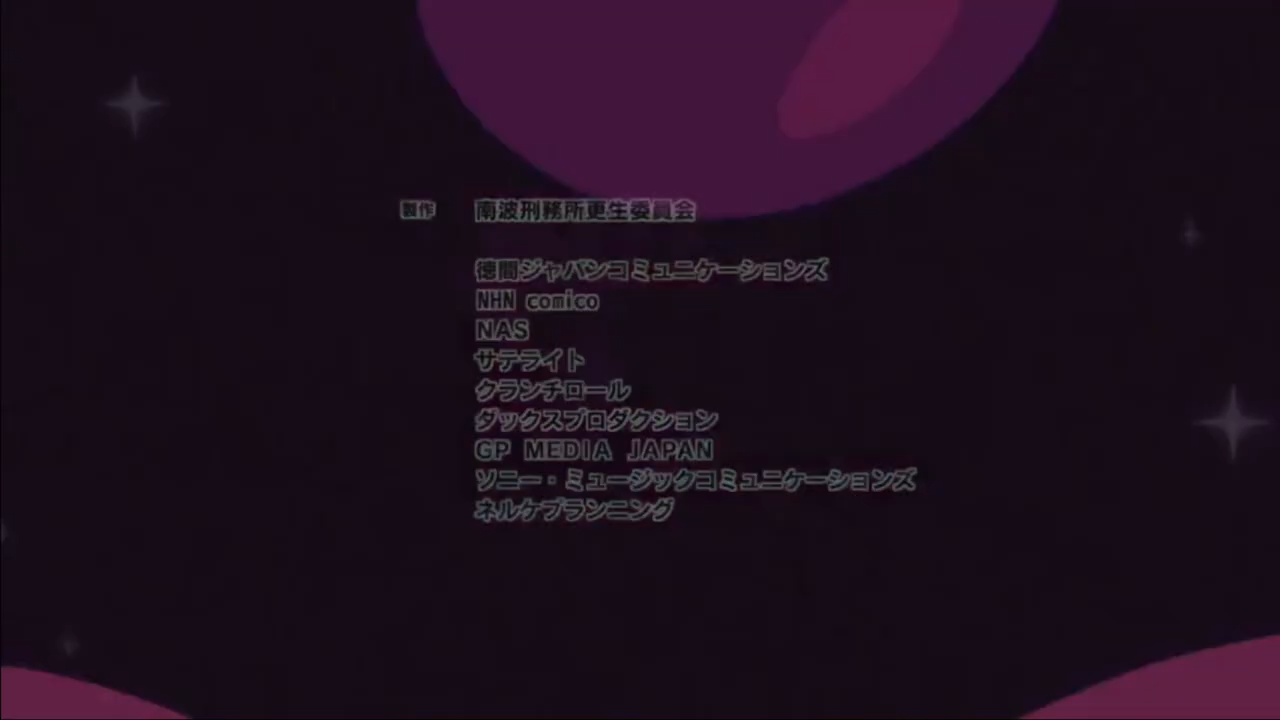 製作 南波刑務所更生委員会
徳間ジャパンコミュニケーションズ
NHN comico
NAS
サテライト
クランチロール
ダックスプロダクション
GP MEDIA JAPAN
ソニー・ミュージックコミュニケーションズ
ネルケプランニング